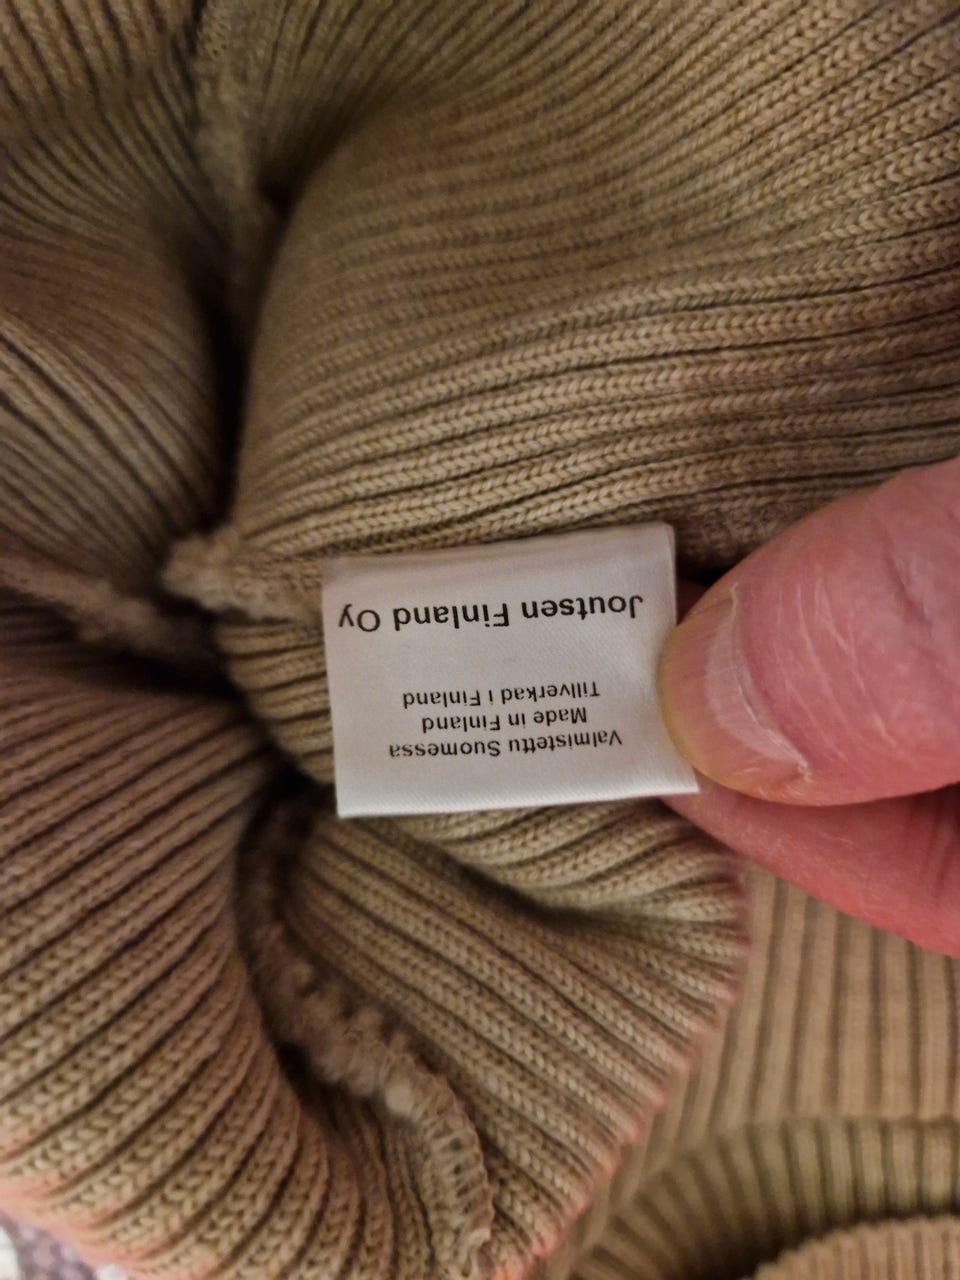 Valmistettu Suomessa
Made in Finland
Tillverkad i Finland
Joutsen Finland Oy